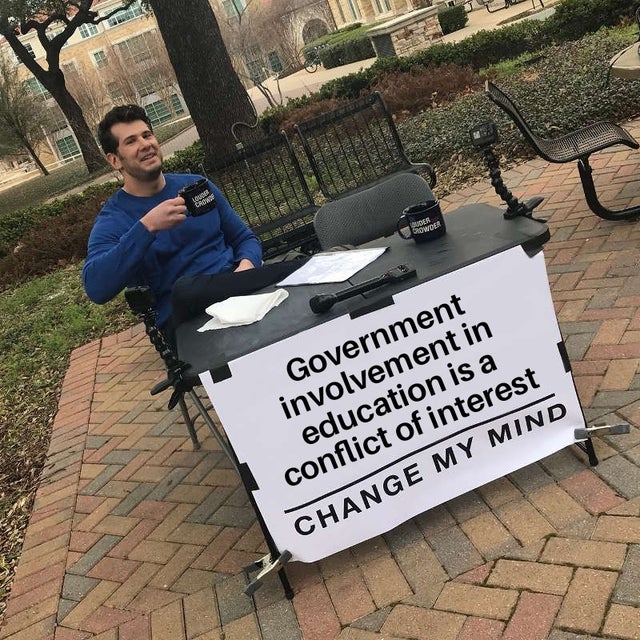 LOUDER
CROWDER
LOUDER
CROWDER
Government
involvement in
education is a
conflict of interest
CHANGE MY MIND